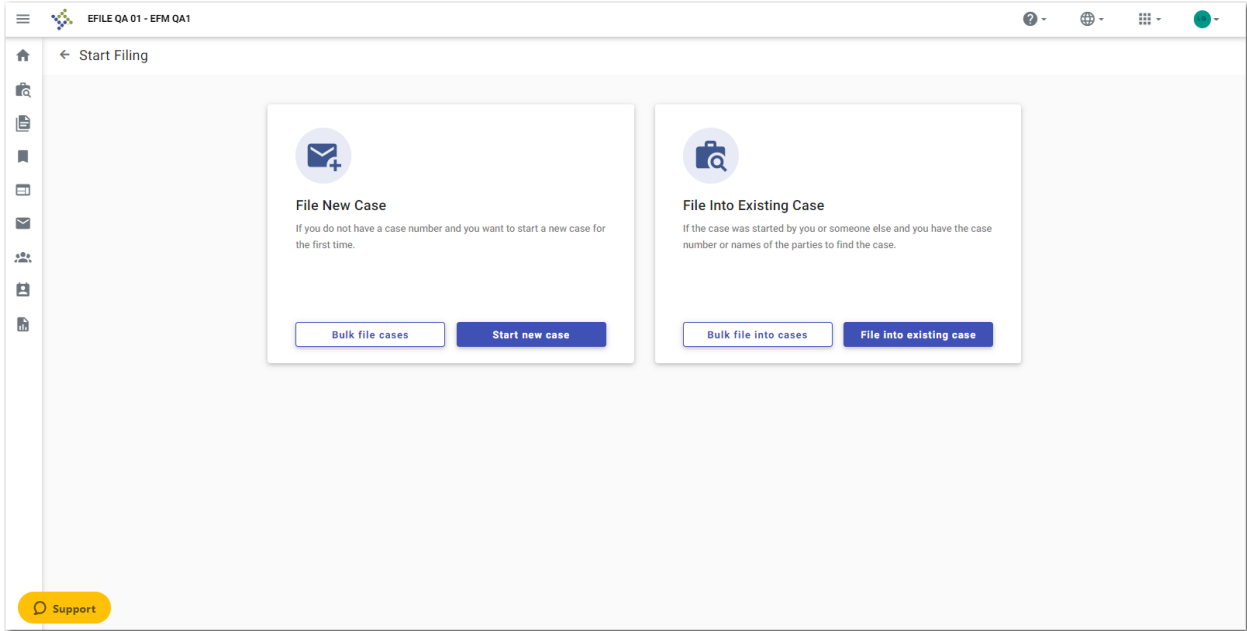 EFILE QA 01 - EFM QA1
Start Filing
File New Case
If you do not have a case number and you want to start a new case for
the first time.
Bulk file cases
Start new case
File Into Existing Case
If the case was started by you or someone else and you have the case
number or names of the parties to find the case.
Bulk file into cases
File into existing case
Support